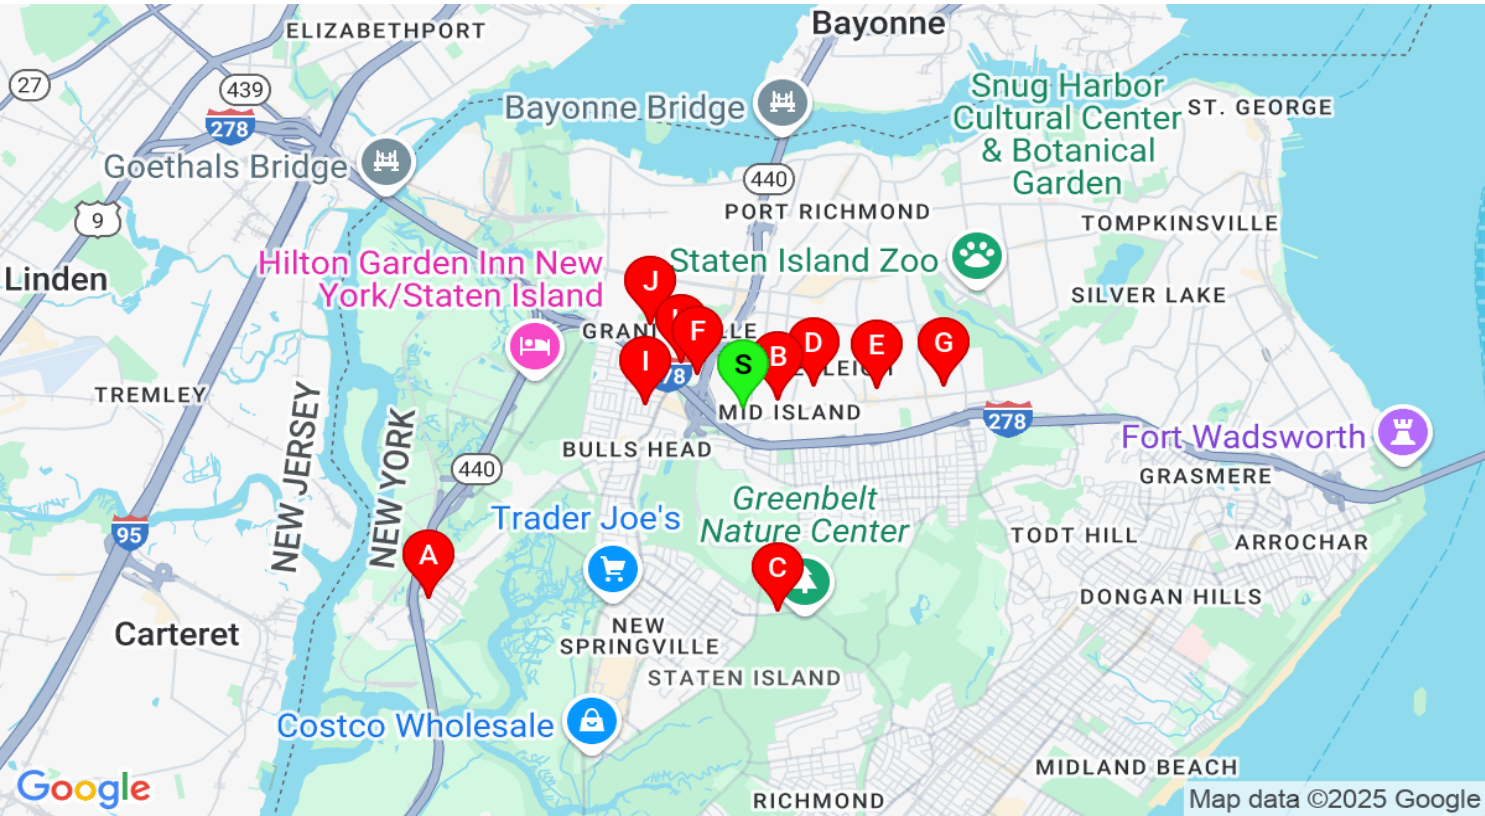 Bayonne
ELIZABETHPORT
27
439
278
Bayonne Bridge
Snug Harbor
Cultural Center
& Botanical
Garden
ST. GEORGE
Goethals Bridge
440
9
PORT RICHMOND
TOMPKINSVILLE
Linden
Hilton Garden Inn New
York/Staten Island
Staten Island Zoo
J
SILVER LAKE
F
I
S
B
D
E
G
MID ISLAND
TREMLEY
278
Fort Wadsworth
BULLS HEAD
NEW JERSEY
NEW YORK
440
GRASMERE
Greenbelt
Nature Center
Trader Joe's
95
TODT HILL
ARROCHAR
A
C
DONGAN HILLS
Carteret
NEW
SPRINGVILLE
STATEN ISLAND
Costco Wholesale
MIDLAND BEACH
Google
RICHMOND
Map data ©2025 Google